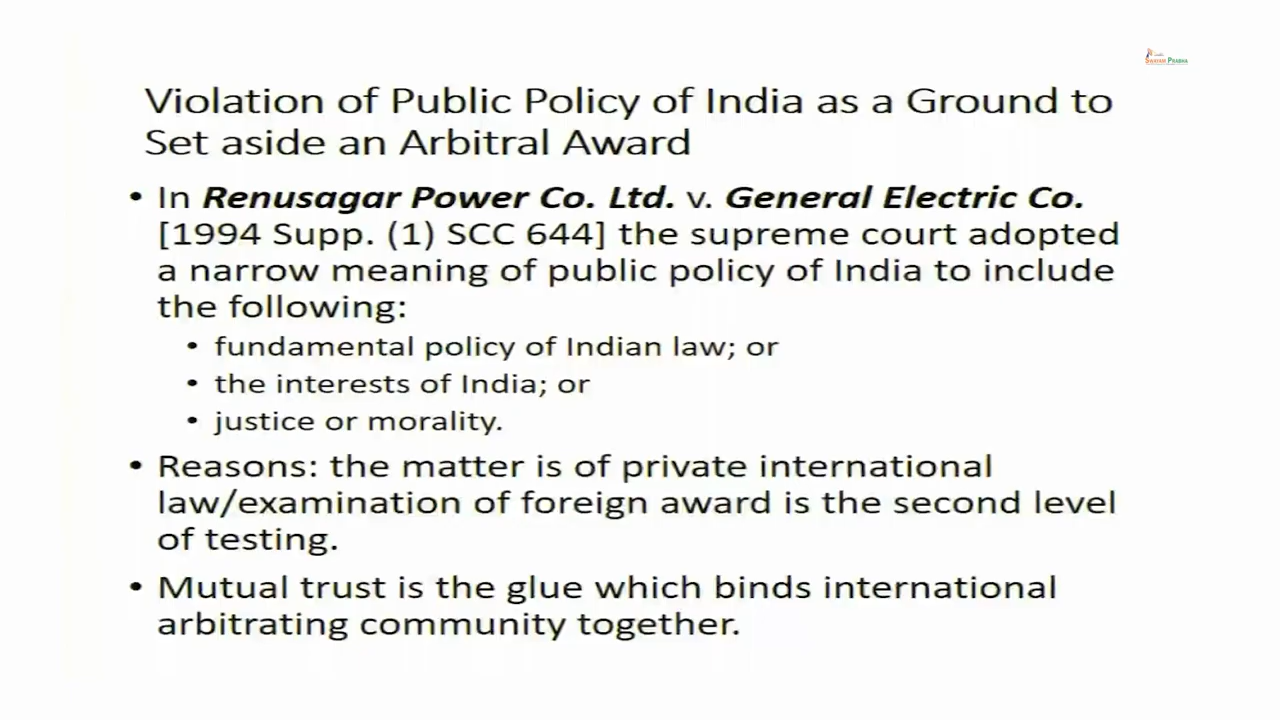 SWAYAM PRABHA
Violation of Public Policy of India as a Ground to
Set aside an Arbitral Award
• In Renusagar Power Co. Ltd. v. General Electric Co.
[1994 Supp. (1) SCC 644] the supreme court adopted
a narrow meaning of public policy of India to include
the following:
• fundamental policy of Indian law; or
• the interests of India; or
• justice or morality.
• Reasons: the matter is of private international
law/examination of foreign award is the second level
of testing.
• Mutual trust is the glue which binds international
arbitrating community together.